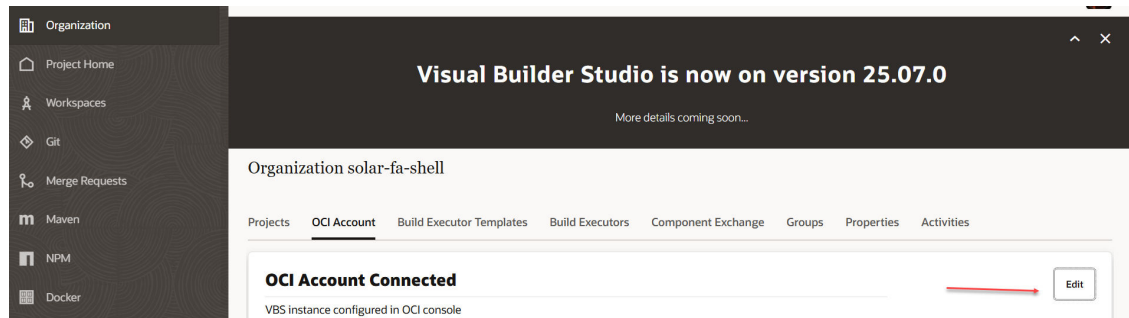 Organization
Project Home
Workspaces
Git
Merge Requests
Maven
NPM
Docker
Visual Builder Studio is now on version 25.07.0
More details coming soon...
Organization solar-fa-shell
Projects OCI Account Build Executor Templates Build Executors Component Exchange Groups Properties Activities
OCI Account Connected
Edit
VBS instance configured in OCI console